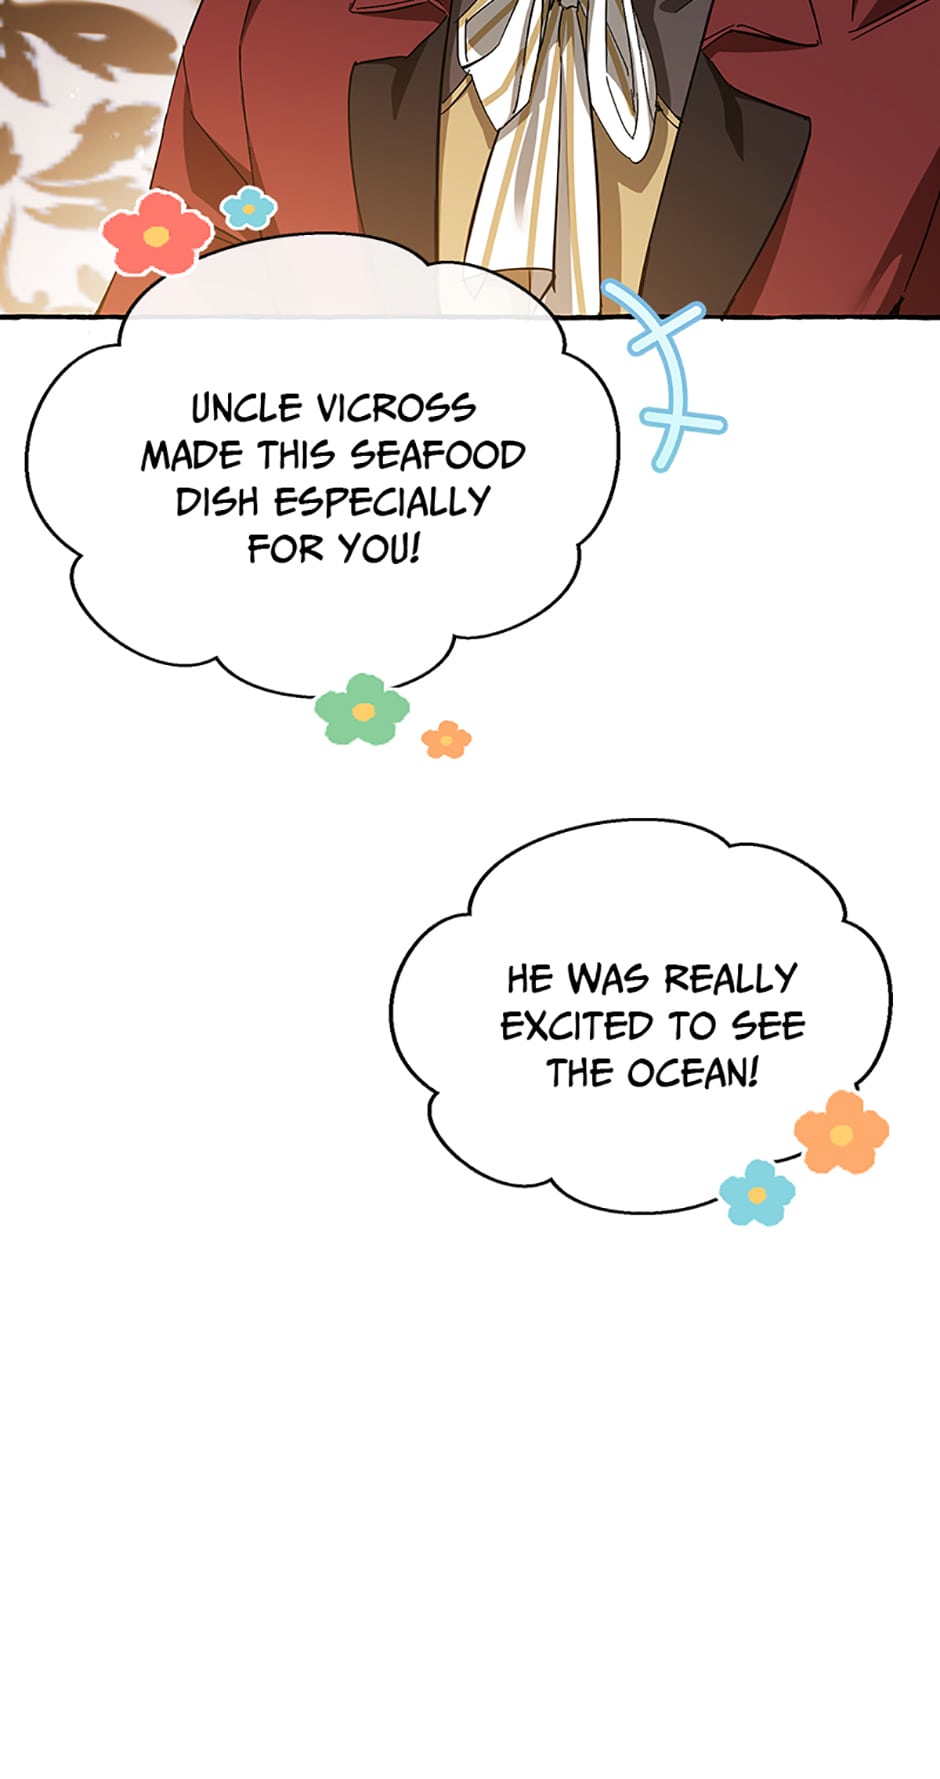 UNCLE VICROSS
MADE THIS SEAFOOD
DISH ESPECIALLY
FOR YOU!
HE WAS REALLY
EXCITED TO SEE
THE OCEAN!